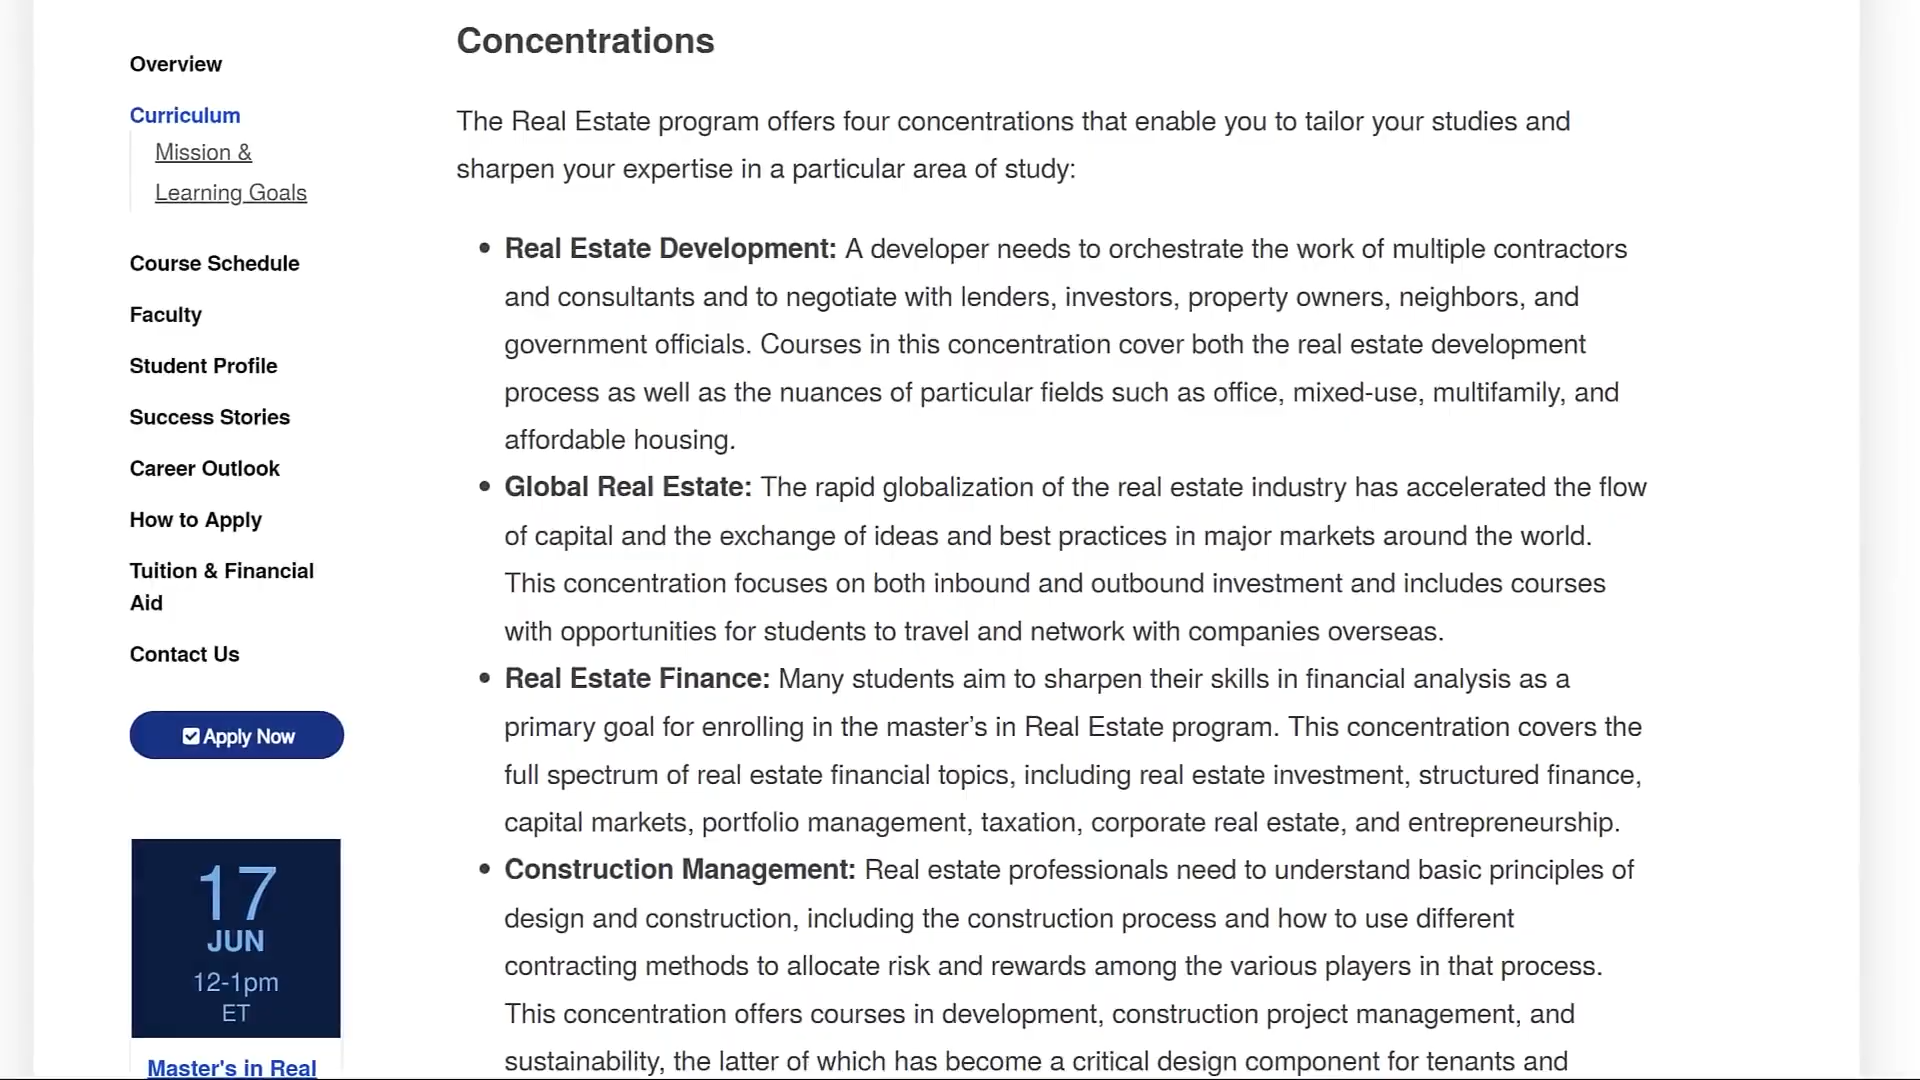 Overview
Curriculum
Mission &
Learning Goals
Course Schedule
Faculty
Student Profile
Success Stories
Career Outlook
How to Apply
Tuition & Financial
Aid
Contact Us
Apply Now
17
JUN
12-1pm
ET
Master's in Real
Concentrations
The Real Estate program offers four concentrations that enable you to tailor your studies and
sharpen your expertise in a particular area of study:
Real Estate Development: A developer needs to orchestrate the work of multiple contractors
and consultants and to negotiate with lenders, investors, property owners, neighbors, and
government officials. Courses in this concentration cover both the real estate development
process as well as the nuances of particular fields such as office, mixed-use, multifamily, and
affordable housing.
Global Real Estate: The rapid globalization of the real estate industry has accelerated the flow
of capital and the exchange of ideas and best practices in major markets around the world.
This concentration focuses on both inbound and outbound investment and includes courses
with opportunities for students to travel and network with companies overseas.
Real Estate Finance: Many students aim to sharpen their skills in financial analysis as a
primary goal for enrolling in the master’s in Real Estate program. This concentration covers the
full spectrum of real estate financial topics, including real estate investment, structured finance,
capital markets, portfolio management, taxation, corporate real estate, and entrepreneurship.
Construction Management: Real estate professionals need to understand basic principles of
design and construction, including the construction process and how to use different
contracting methods to allocate risk and rewards among the various players in that process.
This concentration offers courses in development, construction project management, and
sustainability, the latter of which has become a critical design component for tenants and